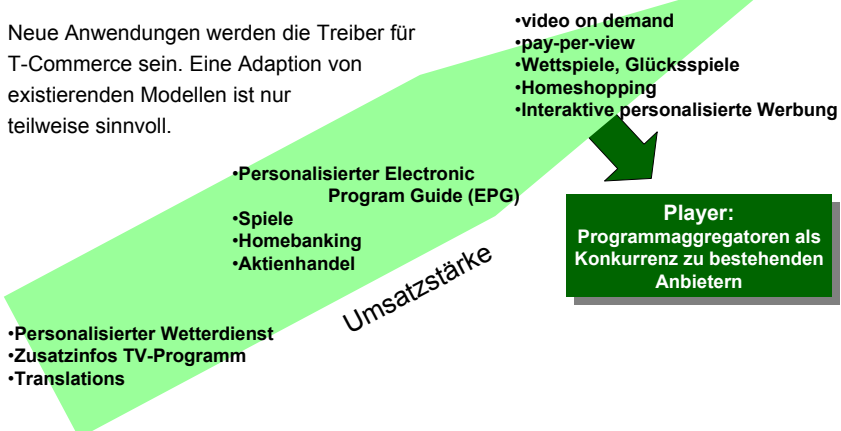 Neue Anwendungen werden die Treiber für
T-Commerce sein. Eine Adaption von
existierenden Modellen ist nur
teilweise sinnvoll.
•video on demand
•pay-per-view
•Wettspiele, Glücksspiele
•Homeshopping
•Interaktive personalisierte Werbung
•Personalisierter Electronic
Program Guide (EPG)
•Spiele
•Homebanking
•Aktienhandel
Player:
Programmaggregatoren als
Konkurrenz zu bestehenden
Anbietern
Umsatzstärke
•Personalisierter Wetterdienst
•Zusatzinfos TV-Programm
•Translations